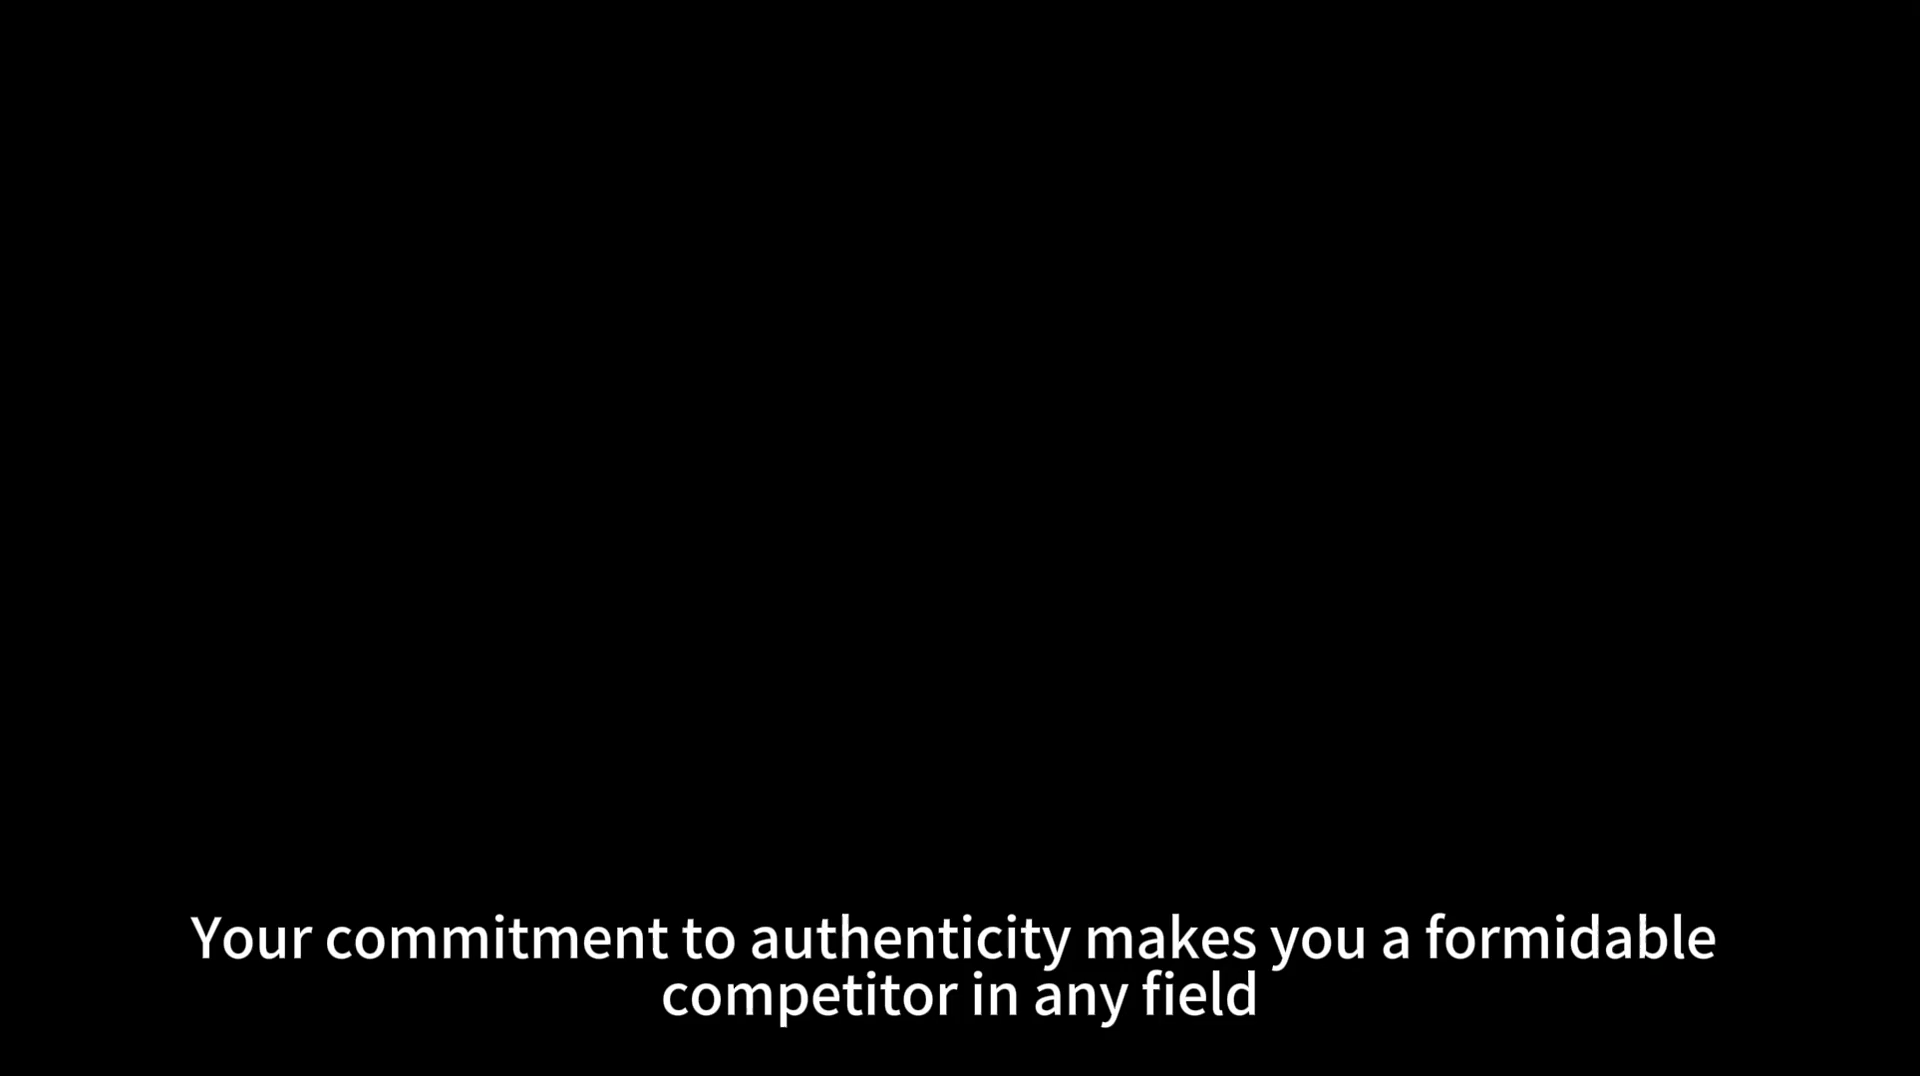 Your commitment to authenticity makes you a formidable
competitor in any field